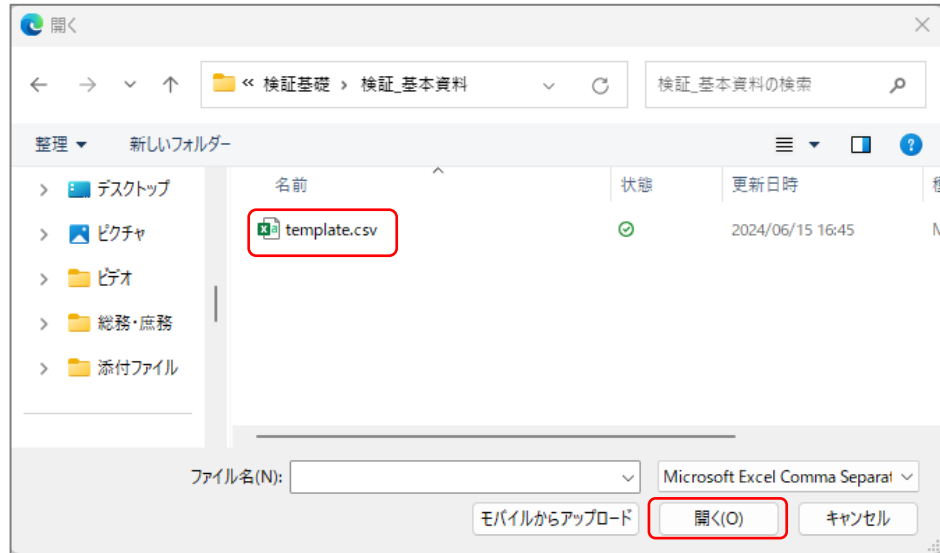 開く
« 検証基礎 › 検証_基本資料
検証_基本資料の検索
整理
新しいフォルダー
?
名前
状態
更新日時
デスクトップ
ピクチャ
ビデオ
総務・庶務
添付ファイル
template.csv
2024/06/15 16:45
ファイル名(N):
Microsoft Excel Comma Separat
モバイルからアップロード
開く(O)
キャンセル